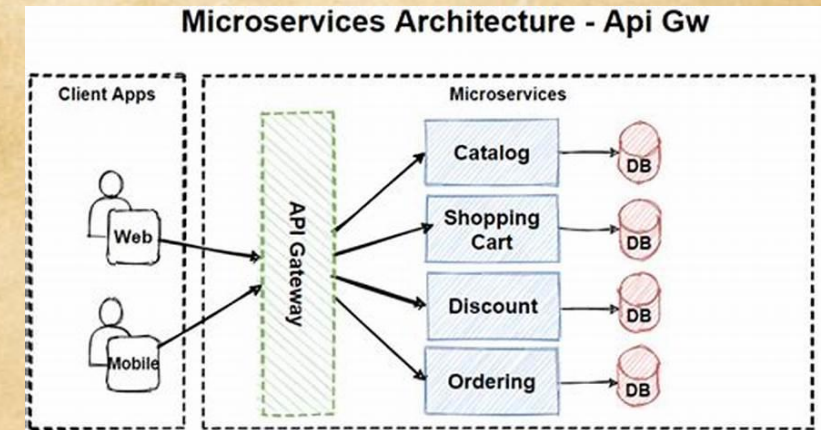 Microservices Architecture - Api Gw
Client Apps
Microservices
Web
Mobile
API Gateway
Catalog
DB
Shopping
Cart
DB
Discount
DB
Ordering
DB